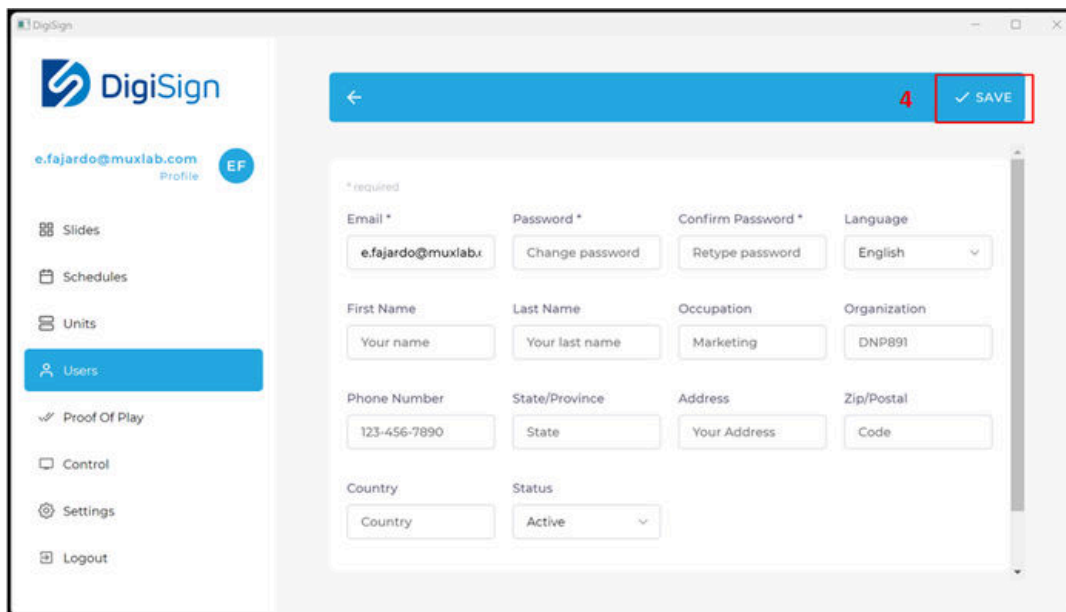 DigiSign
DigiSign
e.fajardo@muxlab.com
EF
Profile
Slides
Schedules
Units
Users
Proof Of Play
Control
Settings
Logout
4
SAVE
* required
Email * Password * Confirm Password * Language
e.fajardo@muxlab.c Change password Retype password English
First Name Last Name Occupation Organization
Your name Your last name Marketing DNP891
Phone Number State/Province Address Zip/Postal
123-456-7890 State Your Address Code
Country Status
Country Active